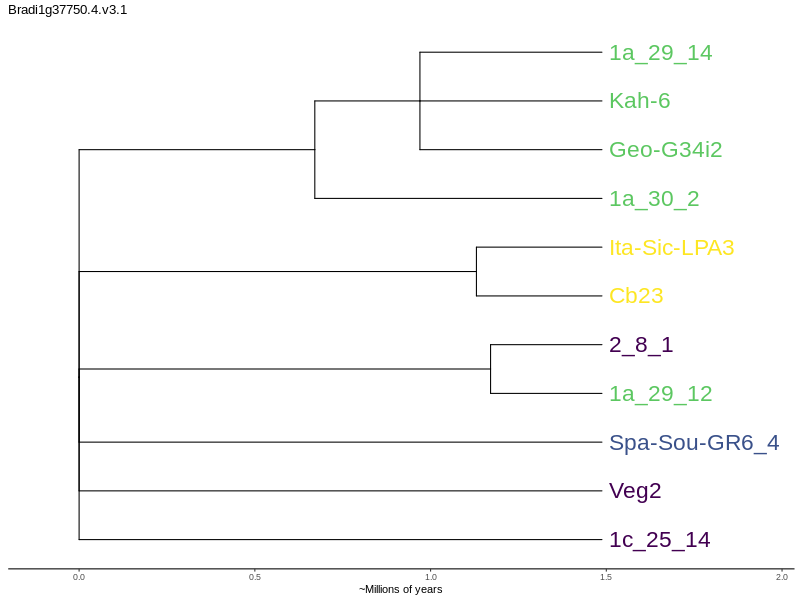 Bradi1g37750.4.v3.1
1a_29_14
Kah-6
Geo-G34i2
1a_30_2
Ita-Sic-LPA3
Cb23
2_8_1
1a_29_12
Spa-Sou-GR6_4
Veg2
1c_25_14
0.0 0.5 1.0 1.5 2.0
~Millions of years